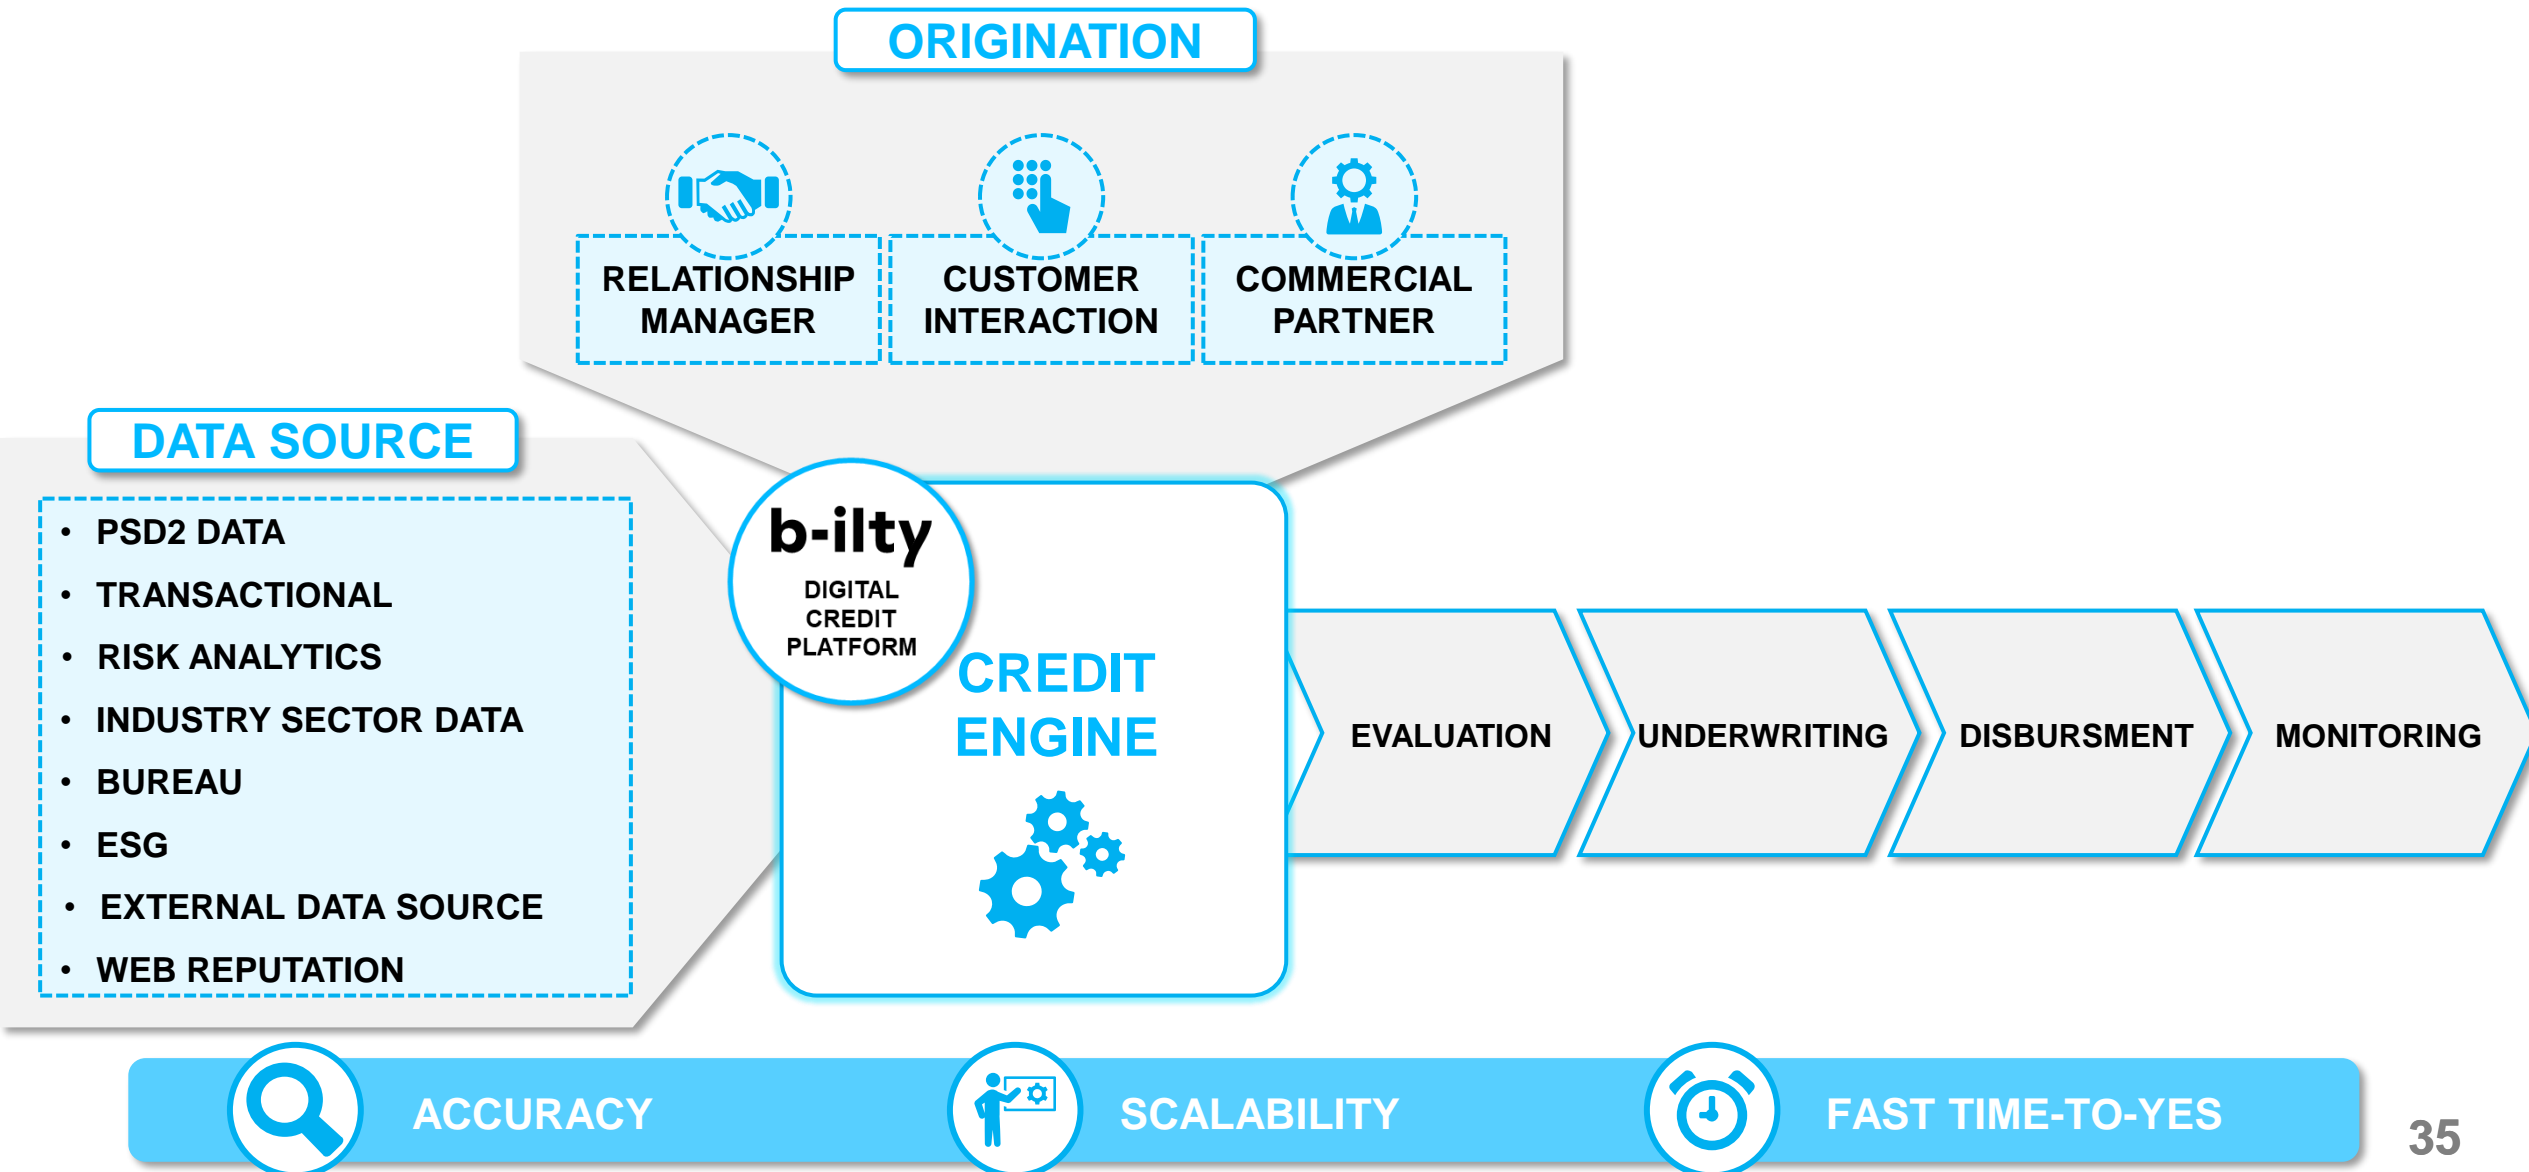 ORIGINATION
RELATIONSHIP
MANAGER
CUSTOMER
INTERACTION
COMMERCIAL
PARTNER
DATA SOURCE
• PSD2 DATA
• TRANSACTIONAL
• RISK ANALYTICS
• INDUSTRY SECTOR DATA
• BUREAU
• ESG
• EXTERNAL DATA SOURCE
• WEB REPUTATION
b-ilty
DIGITAL
CREDIT
PLATFORM
CREDIT
ENGINE
EVALUATION
UNDERWRITING
DISBURSMENT
MONITORING
ACCURACY
SCALABILITY
FAST TIME-TO-YES
35